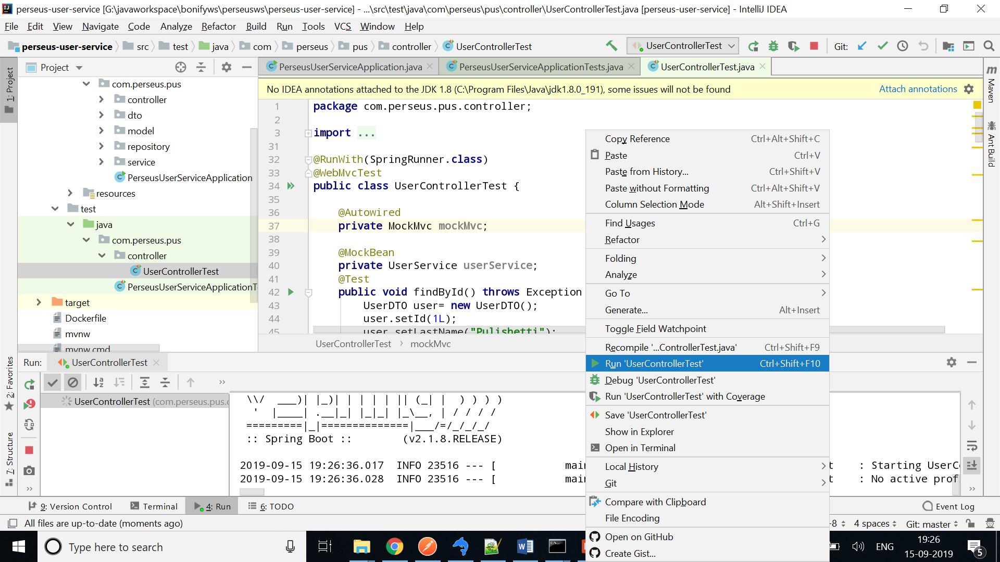 perseus-user-service [G:\javaworkspace\bonifyws\perseusws\perseus-user-service] - ...\src\test\java\com\perseus\pus\controller\UserControllerTest.java [perseus-user-service] - IntelliJ IDEA
File Edit View Navigate Code Analyze Refactor Build Run Tools VCS Window Help
perseus-user-service src test java com perseus pus controller UserControllerTest
UserControllerTest Git:
Project
PerseusUserServiceApplication.java PerseusUserServiceApplicationTests.java UserControllerTest.java
No IDEA annotations attached to the JDK 1.8 (C:\Program Files\Java\jdk1.8.0_191), some issues will not be found Attach annotations
1: Project
2: Favorites
7: Structure
Maven
Ant Build
com.perseus.pus
controller
dto
model
repository
service
PerseusUserServiceApplication
resources
test
java
com.perseus.pus
controller
UserControllerTest
PerseusUserServiceApplicationT
target
Dockerfile
mvnw
mvnw.cmd
1 package com.perseus.pus.controller;
2
3 import ...
31
32 @RunWith(SpringRunner.class)
33 @WebMvcTest
34 public class UserControllerTest {
35
36 @Autowired
37 private MockMvc mockMvc;
38
39 @MockBean
40 private UserService userService;
41 @Test
42 public void findById() throws Exception
43 UserDTO user= new UserDTO();
44 user.setId(1L);
45 user.setLastName("Pulishetti");
UserControllerTest mockMvc
Copy Reference Ctrl+Alt+Shift+C
Paste Ctrl+V
Paste from History... Ctrl+Shift+V
Paste without Formatting Ctrl+Alt+Shift+V
Column Selection Mode Alt+Shift+Insert
Find Usages Ctrl+G
Refactor
Folding
Analyze
Go To
Generate... Alt+Insert
Toggle Field Watchpoint
Recompile '...ControllerTest.java' Ctrl+Shift+F9
Run 'UserControllerTest' Ctrl+Shift+F10
Debug 'UserControllerTest'
Run 'UserControllerTest' with Coverage
Save 'UserControllerTest'
Show in Explorer
Open in Terminal
Local History
Git
Compare with Clipboard
File Encoding
Open on GitHub
Create Gist...
Run: UserControllerTest
UserControllerTest (com.perseus.pus.c
\\/  ___)| |_)| | | | | || (_| |  ) ) ) )
'  |____| .__|_| |_|_| |_\__, | / / / /
=========|_|==============|___/=/_/_/_/
:: Spring Boot :: (v2.1.8.RELEASE)
2019-09-15 19:26:36.017 INFO 23516 --- [ mai t : Starting UserC
2019-09-15 19:26:36.028 INFO 23516 --- [ mai t : No active prof
9: Version Control Terminal 4: Run 6: TODO Event Log
All files are up-to-date (moments ago) -8 4 spaces Git: master
Type here to search ENG 19:26
15-09-2019 5